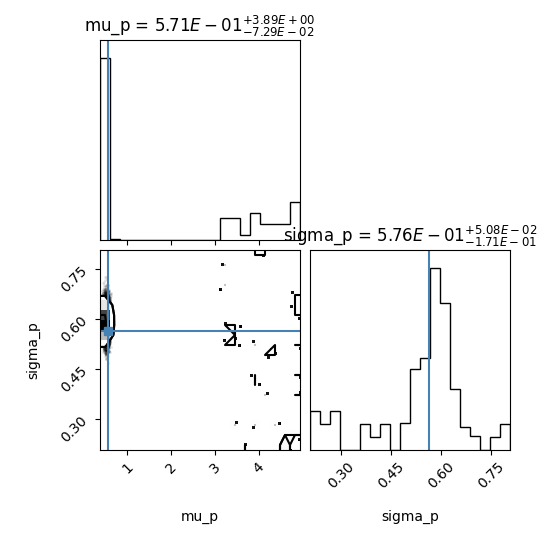 mu_p = 5.71E − 01+3.89E + 00
−7.29E − 02
sigma_p = 5.76E − 01+5.08E − 02
−1.71E − 01
sigma_p
0.75
0.60
0.45
0.30
1
2
3
4
mu_p
0.30
0.45
0.60
0.75
sigma_p